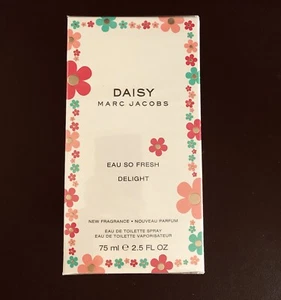 DAISY
MARC JACOBS
EAU SO FRESH
DELIGHT
NEW FRAGRANCE • NOUVEAU PARFUM
EAU DE TOILETTE SPRAY
EAU DE TOILETTE VAPORISATEUR
75 ml ℮ 2.5 FL OZ